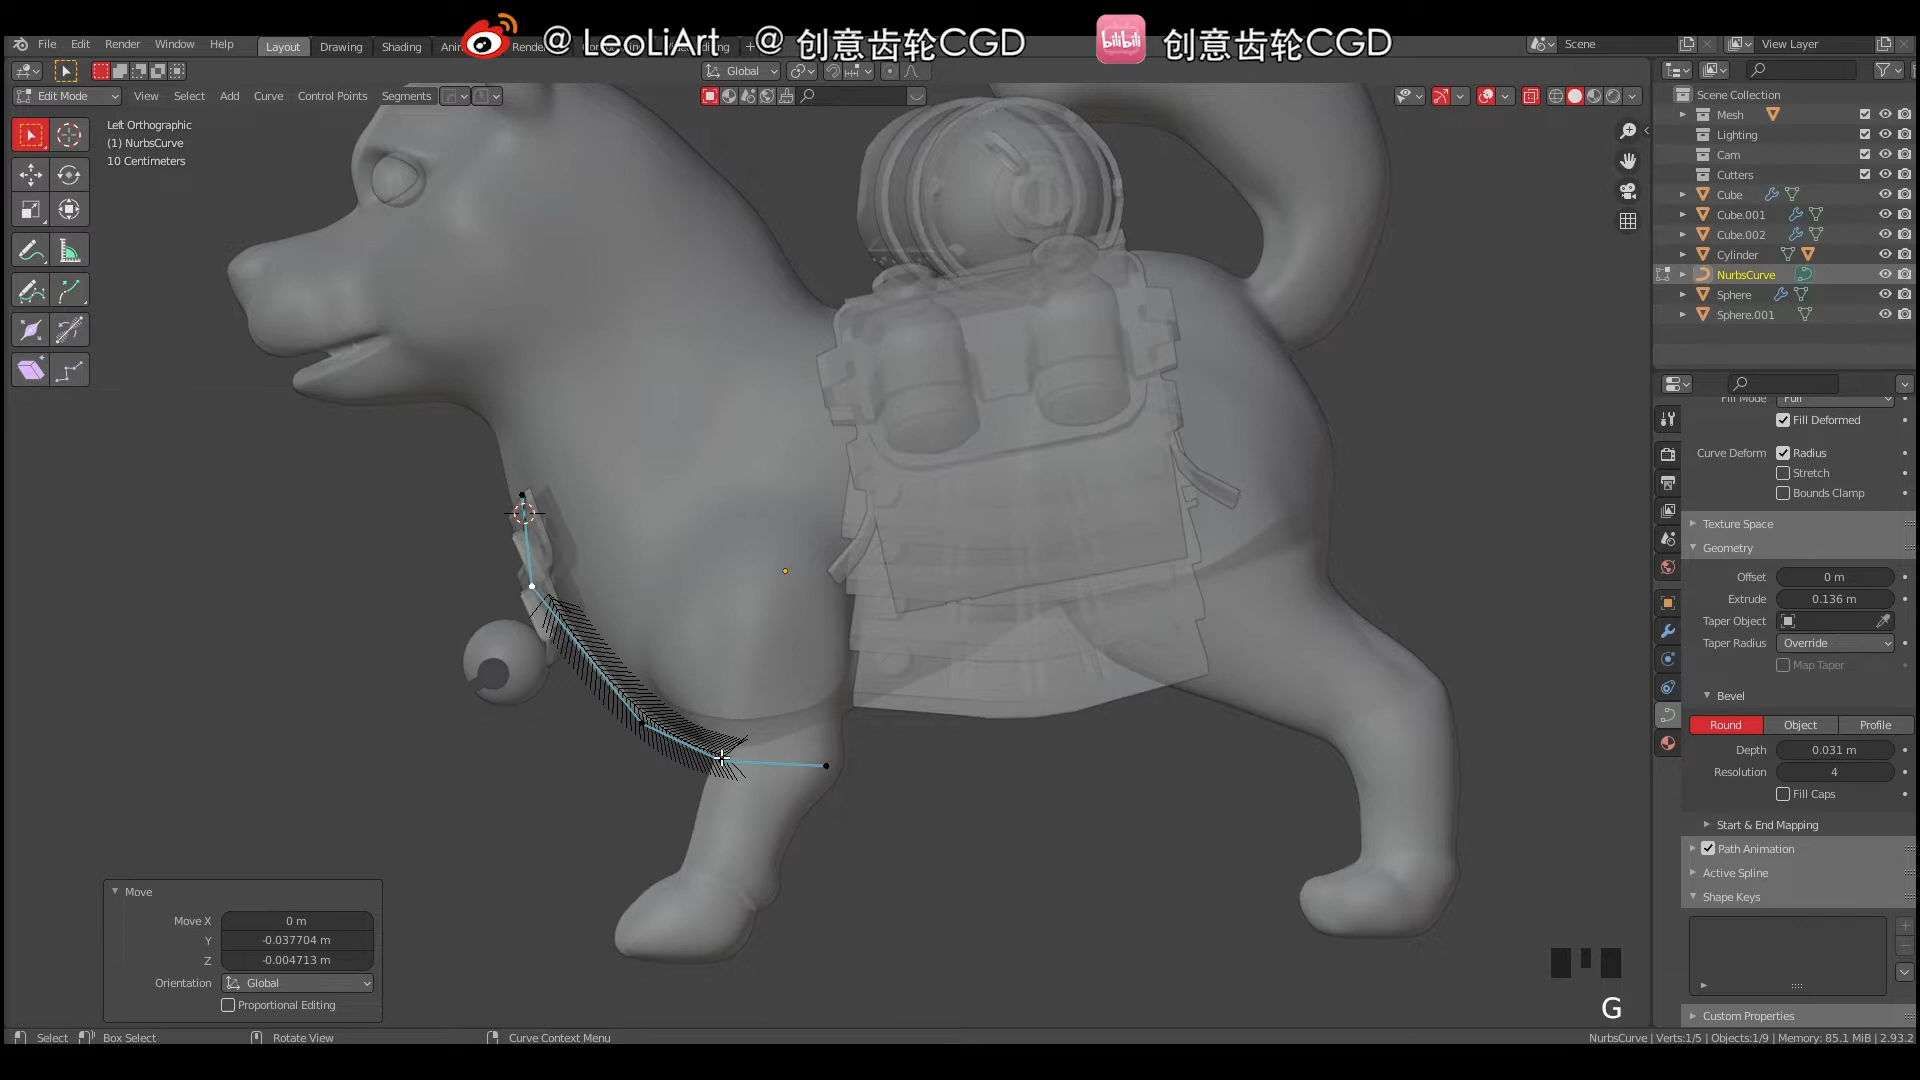 @ LeoLiArt @ 创意齿轮CGD
bilibili 创意齿轮CGD
File Edit Render Window Help Layout Drawing Shading
Scene View Layer
Global
Edit Mode View Select Add Curve Control Points Segments
Left Orthographic
(1) NurbsCurve
10 Centimeters
Scene Collection
Mesh
Lighting
Cam
Cutters
Cube
Cube.001
Cube.002
Cylinder
NurbsCurve
Sphere
Sphere.001
Fill Mode Full
Fill Deformed
Curve Deform Radius
Stretch
Bounds Clamp
Texture Space
Geometry
Offset 0 m
Extrude 0.136 m
Taper Object
Taper Radius Override
Map Taper
Bevel
Round Object Profile
Depth 0.031 m
Resolution 4
Fill Caps
Start & End Mapping
Path Animation
Active Spline
Shape Keys
Custom Properties
Move
Move X 0 m
Y -0.037704 m
Z -0.004713 m
Orientation Global
Proportional Editing
G
Select Box Select Rotate View Curve Context Menu
NurbsCurve | Verts:1/5 | Objects:1/9 | Memory: 85.1 MiB | 2.93.2